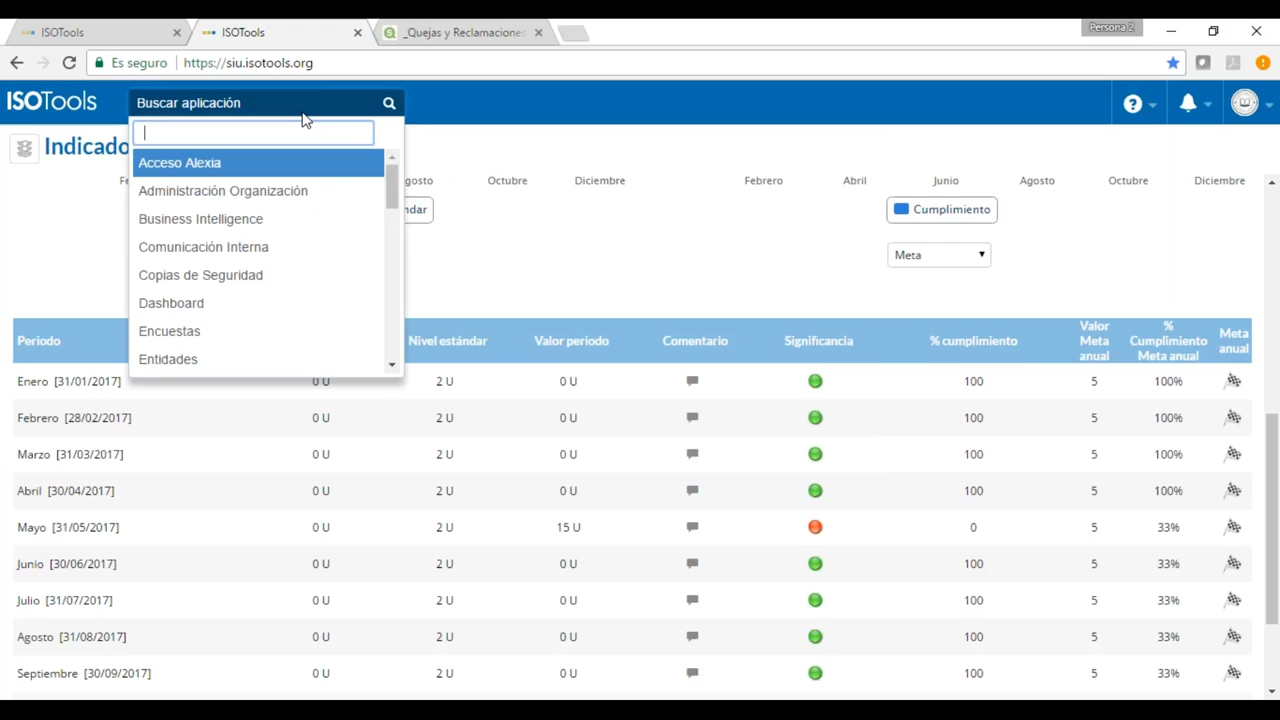 ISOTools
ISOTools
_Quejas y Reclamaciones
Persona 2
Es seguro
https://siu.isotools.org
ISOTools
Buscar aplicación
Indicado
Acceso Alexia
Administración Organización
Business Intelligence
Comunicación Interna
Copias de Seguridad
Dashboard
Encuestas
Entidades
Fe gosto Octubre Diciembre Febrero Abril Junio Agosto Octubre Diciembre
ndar
Cumplimiento
Meta
Periodo Nivel estándar Valor periodo Comentario Significancia % cumplimiento Valor Meta anual % Cumplimiento Meta anual Meta anual
Enero [31/01/2017] 0 U 2 U 0 U 100 5 100%
Febrero [28/02/2017] 0 U 2 U 0 U 100 5 100%
Marzo [31/03/2017] 0 U 2 U 0 U 100 5 100%
Abril [30/04/2017] 0 U 2 U 0 U 100 5 100%
Mayo [31/05/2017] 0 U 2 U 15 U 0 5 33%
Junio [30/06/2017] 0 U 2 U 0 U 100 5 33%
Julio [31/07/2017] 0 U 2 U 0 U 100 5 33%
Agosto [31/08/2017] 0 U 2 U 0 U 100 5 33%
Septiembre [30/09/2017] 0 U 2 U 0 U 100 5 33%